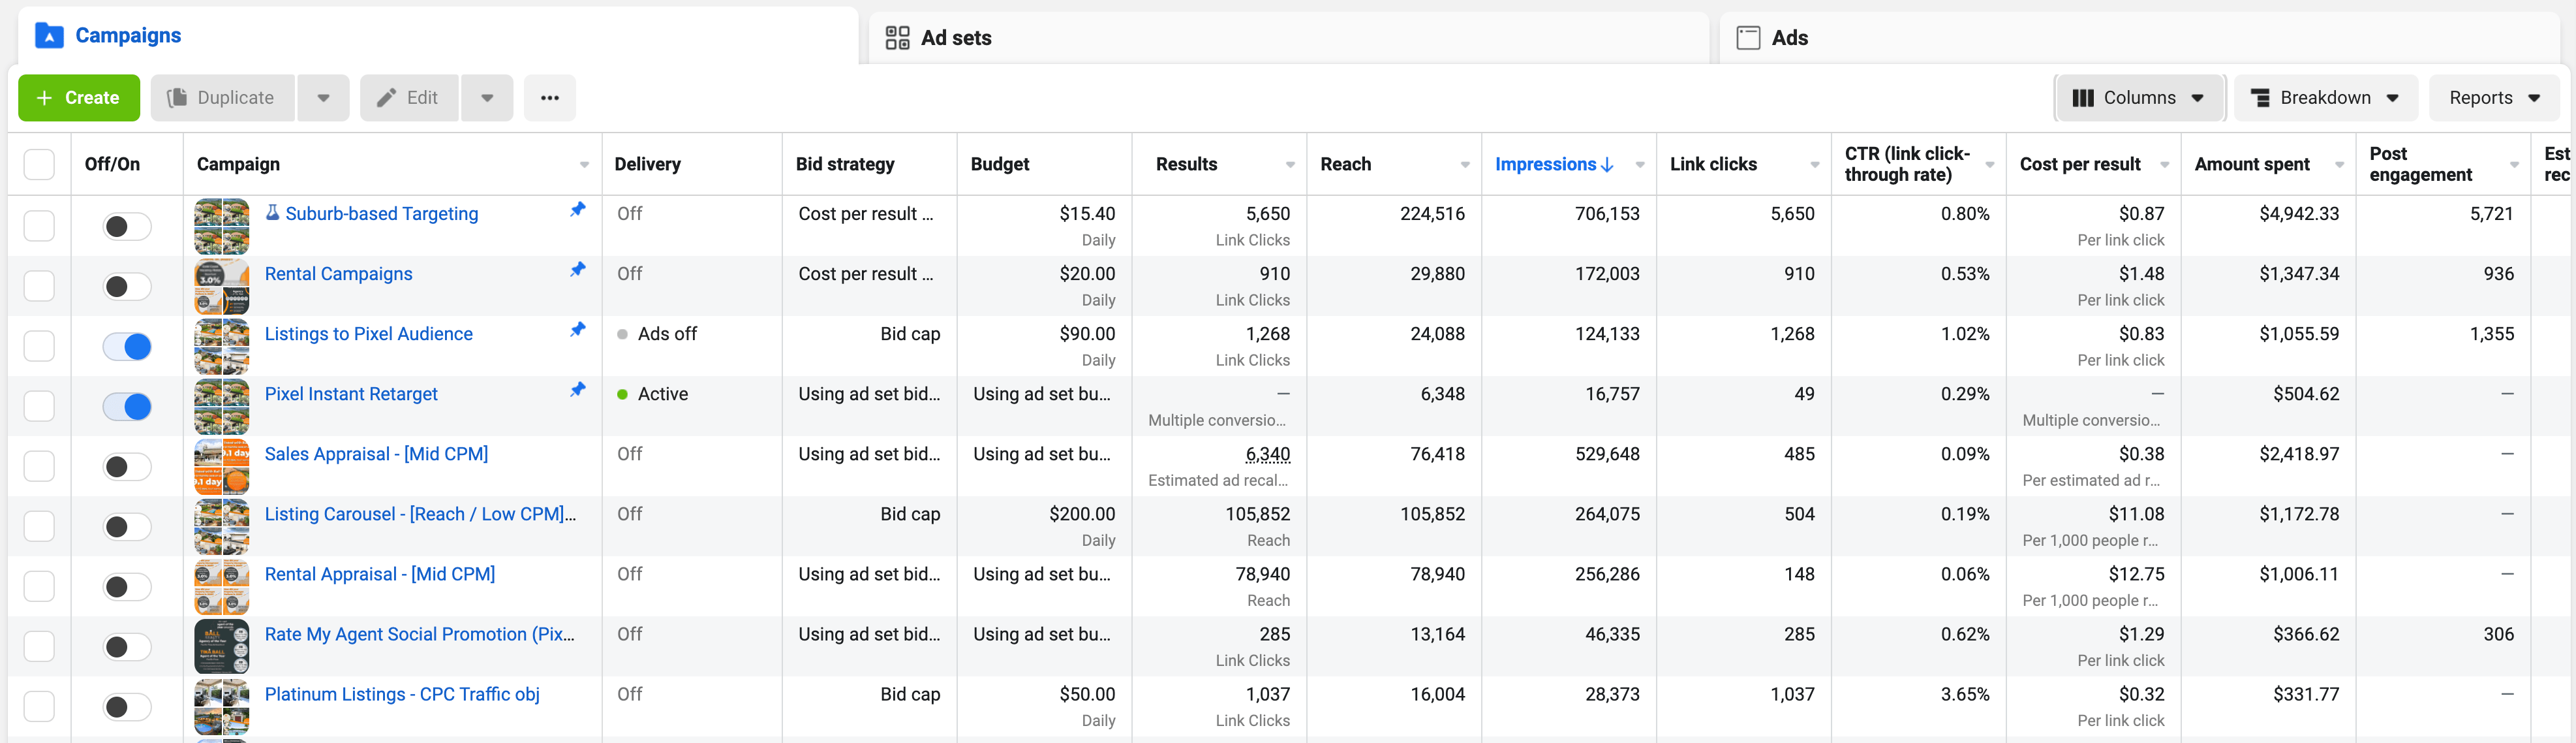 Campaigns
Ad sets
Ads
+ Create
Duplicate
Edit
...
Columns
Breakdown
Reports
Off/On Campaign Delivery Bid strategy Budget Results Reach Impressions↓ Link clicks CTR (link click-through rate) Cost per result Amount spent Post engagement Est rec
Suburb-based Targeting Off Cost per result ... $15.40 5,650 224,516 706,153 5,650 0.80% $0.87 $4,942.33 5,721
Daily Link Clicks Per link click
Rental Campaigns Off Cost per result ... $20.00 910 29,880 172,003 910 0.53% $1.48 $1,347.34 936
Daily Link Clicks Per link click
Listings to Pixel Audience Ads off Bid cap $90.00 1,268 24,088 124,133 1,268 1.02% $0.83 $1,055.59 1,355
Daily Link Clicks Per link click
Pixel Instant Retarget Active Using ad set bid... Using ad set bu... — 6,348 16,757 49 0.29% — $504.62 —
Multiple conversio... Multiple conversio...
Sales Appraisal - [Mid CPM] Off Using ad set bid... Using ad set bu... 6,340 76,418 529,648 485 0.09% $0.38 $2,418.97 —
Estimated ad recal... Per estimated ad r...
Listing Carousel - [Reach / Low CPM]... Off Bid cap $200.00 105,852 105,852 264,075 504 0.19% $11.08 $1,172.78 —
Daily Reach Per 1,000 people r...
Rental Appraisal - [Mid CPM] Off Using ad set bid... Using ad set bu... 78,940 78,940 256,286 148 0.06% $12.75 $1,006.11 —
Reach Per 1,000 people r...
Rate My Agent Social Promotion (Pix... Off Using ad set bid... Using ad set bu... 285 13,164 46,335 285 0.62% $1.29 $366.62 306
Link Clicks Per link click
Platinum Listings - CPC Traffic obj Off Bid cap $50.00 1,037 16,004 28,373 1,037 3.65% $0.32 $331.77 —
Daily Link Clicks Per link click